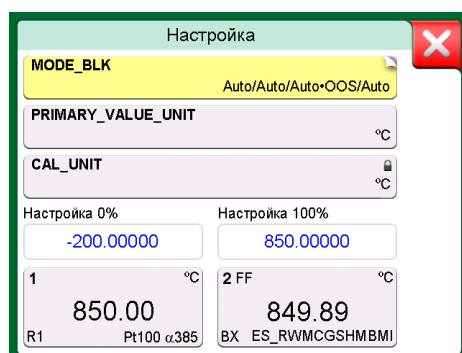 Настройка
MODE_BLK
Auto/Auto/Auto•OOS/Auto
PRIMARY_VALUE_UNIT
°C
CAL_UNIT
°C
Настройка 0% Настройка 100%
-200.00000 850.00000
1 °C 2 FF °C
850.00 849.89
R1 Pt100 α385 BX ES_RWMCGSHMBMI